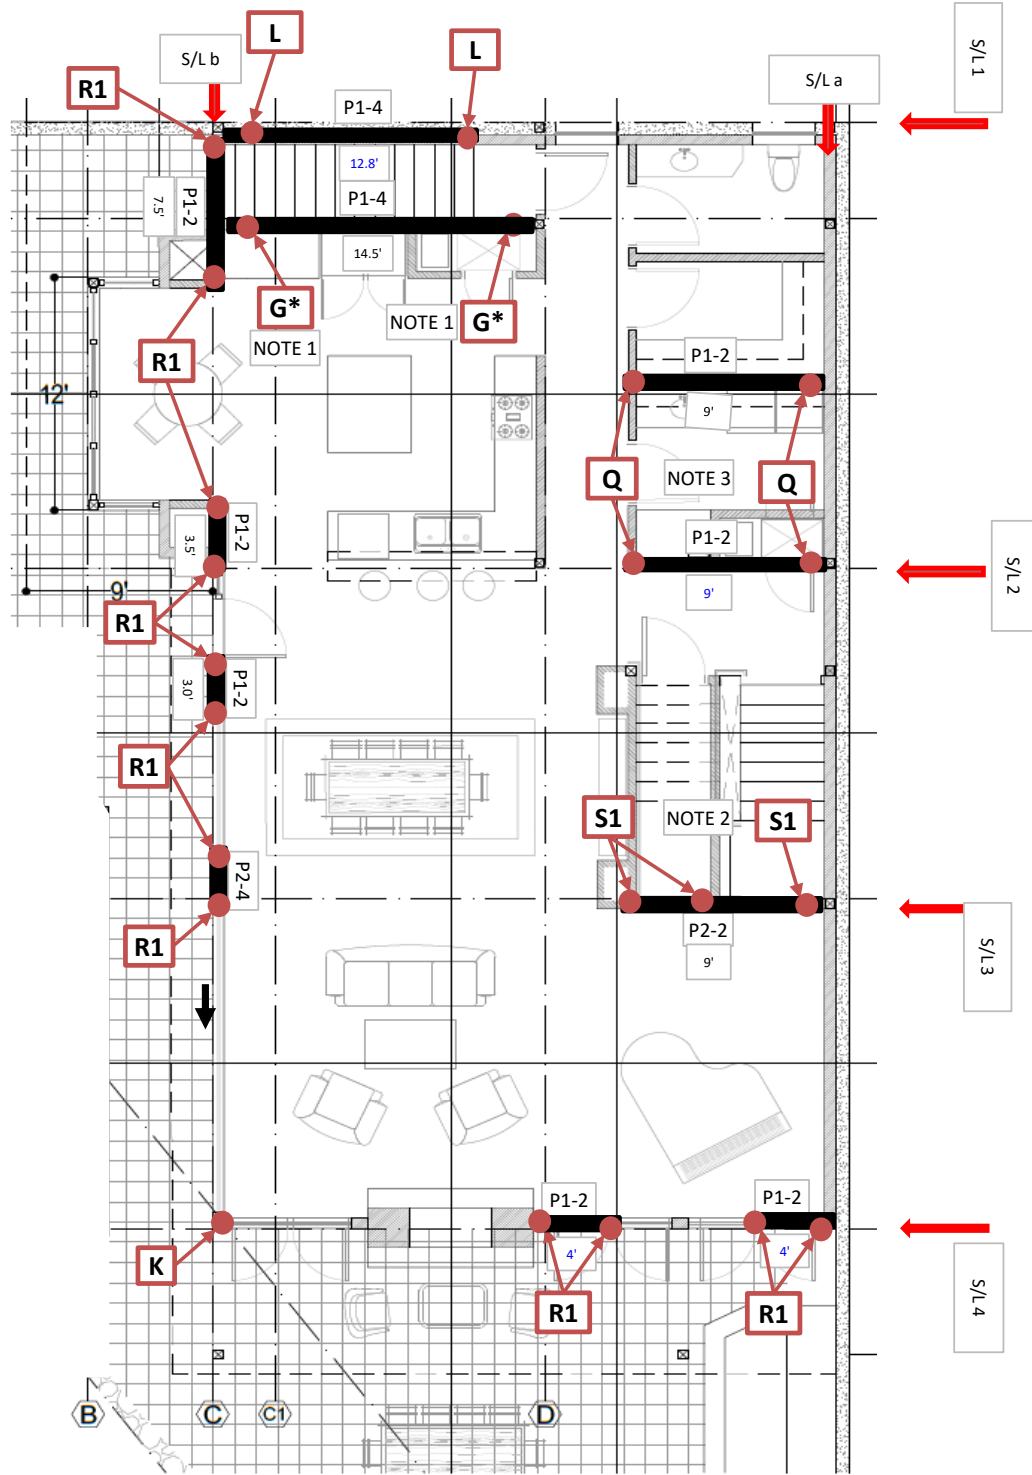 L
S/L b
L
S/L 1
S/L a
R1
P1-4
12.8'
P1-4
P1-2
7.5'
14.5'
G*
NOTE 1
G*
NOTE 1
R1
P1-2
12'
9'
Q
NOTE 3
Q
P1-2
3.5'
P1-2
S/L 2
9'
9'
R1
P1-2
3.0'
R1
S1
NOTE 2
S1
P2-4
R1
P2-2
9'
S/L3
P1-2
P1-2
K
4'
4'
R1
R1
S/L 4
B
C
C1
D